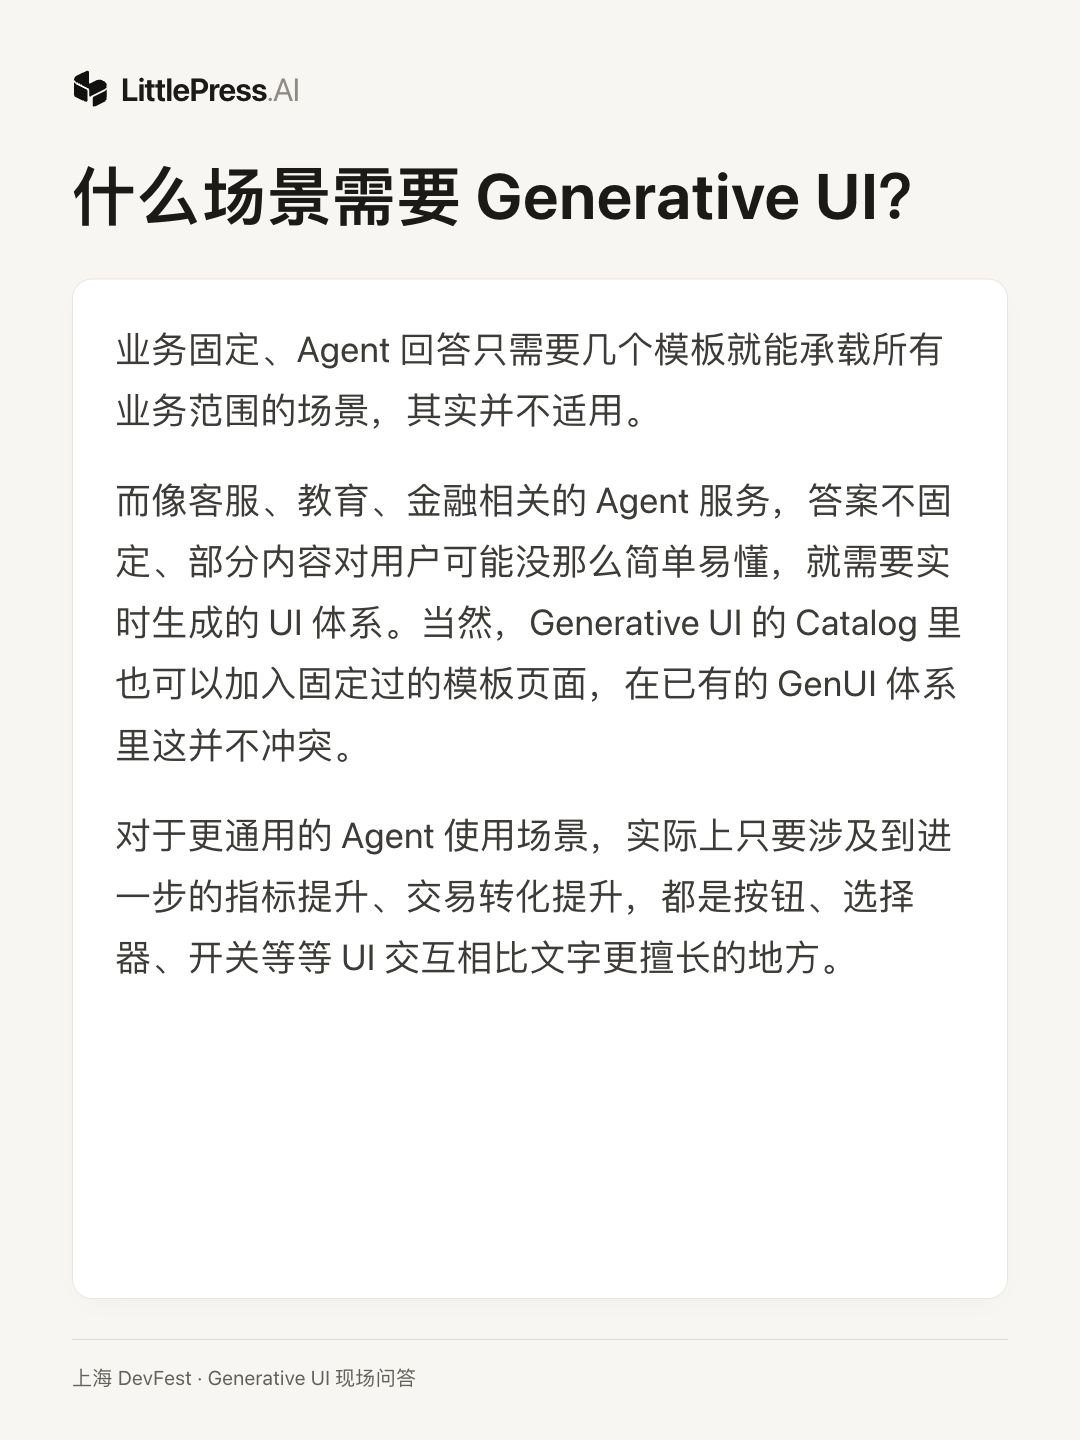 LittlePress.AI
什么场景需要 Generative UI?
业务固定、Agent 回答只需要几个模板就能承载所有
业务范围的场景，其实并不适用。
而像客服、教育、金融相关的 Agent 服务，答案不固
定、部分内容对用户可能没那么简单易懂，就需要实
时生成的 UI 体系。当然，Generative UI 的 Catalog 里
也可以加入固定过的模板页面，在已有的 GenUI 体系
里这并不冲突。
对于更通用的 Agent 使用场景，实际上只要涉及到进
一步的指标提升、交易转化提升，都是按钮、选择
器、开关等等 UI 交互相比文字更擅长的地方。
上海 DevFest · Generative UI 现场问答